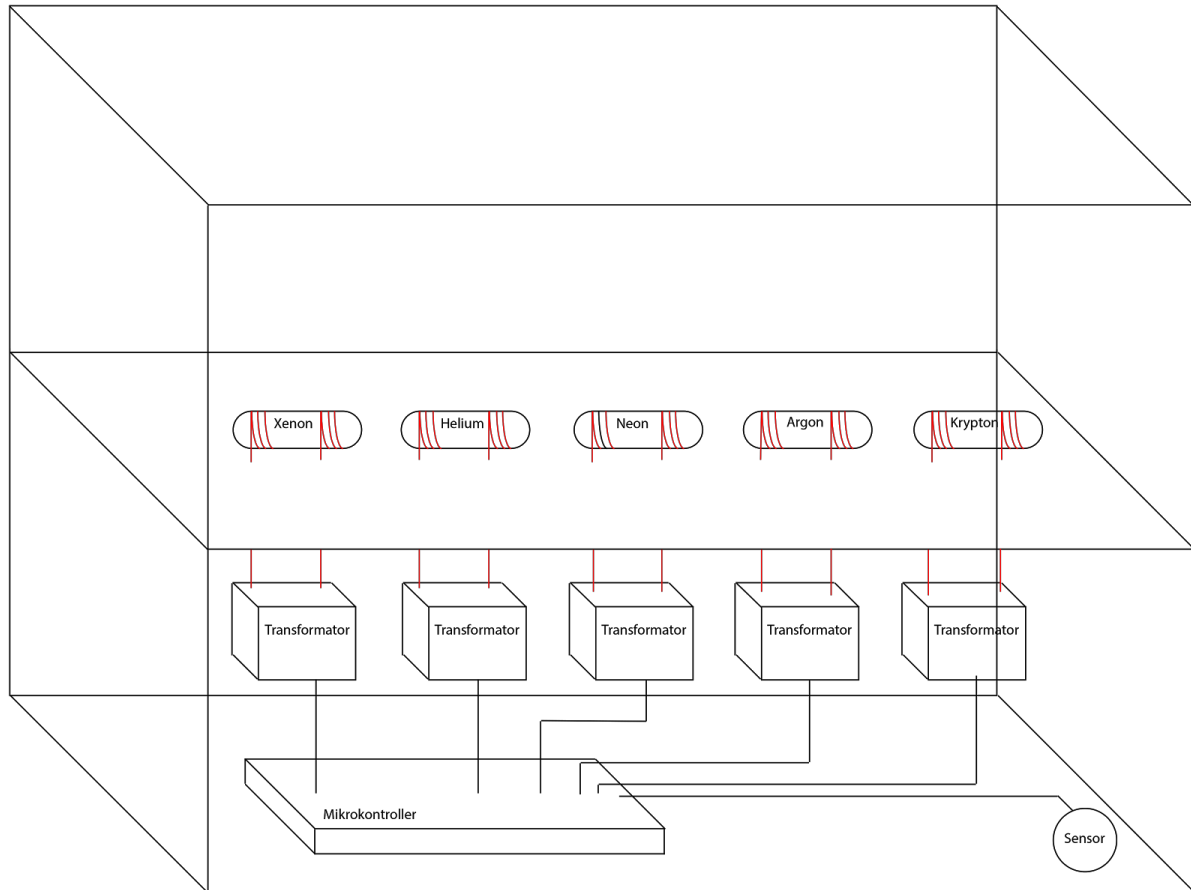 Xenon
Helium
Neon
Argon
Krypton
Transformator
Transformator
Transformator
Transformator
Transformator
Mikrokontroller
Sensor